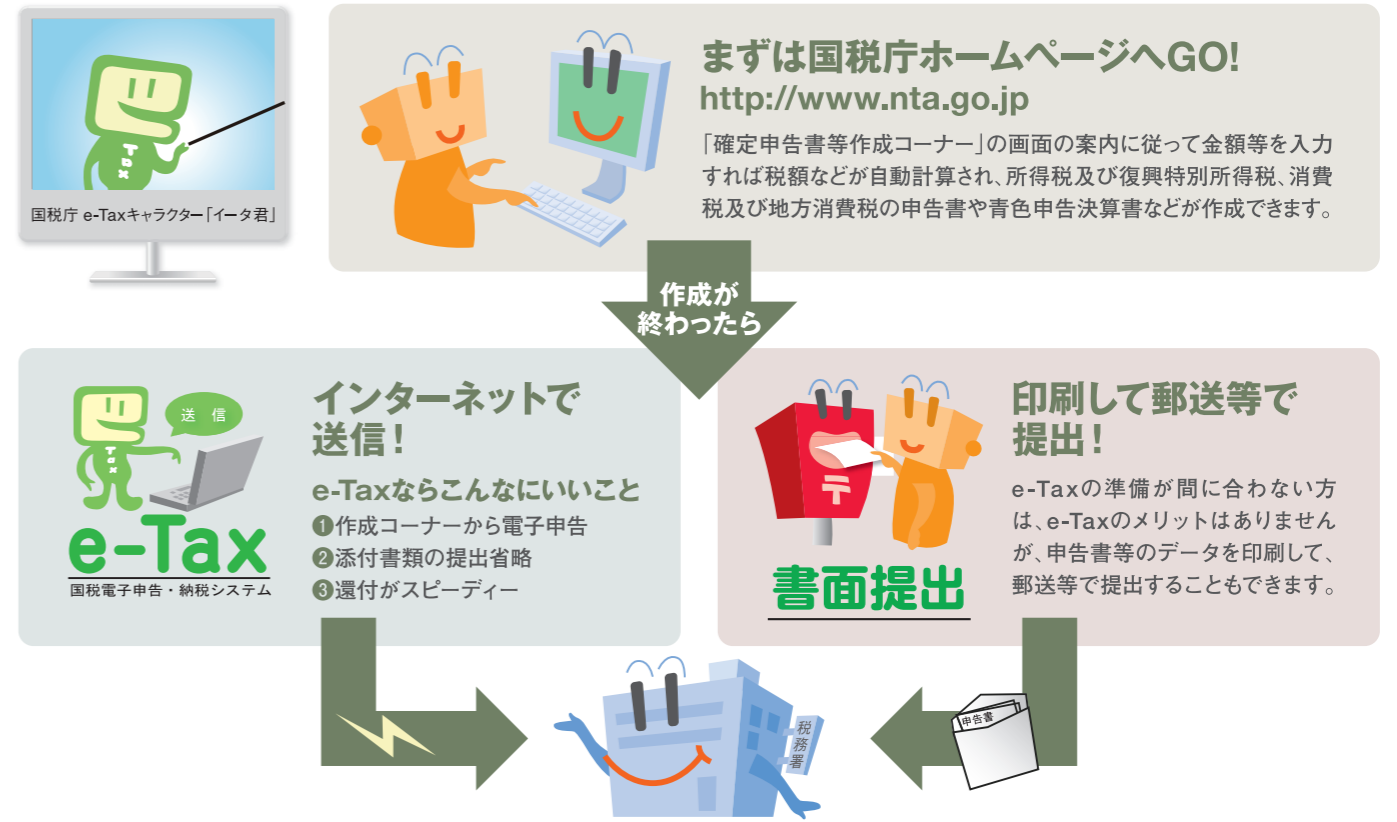 Tax
国税庁 e-Taxキャラクター「イータ君」
まずは国税庁ホームページへGO!
http://www.nta.go.jp
「確定申告書等作成コーナー」の画面の案内に従って金額等を入力
すれば税額などが自動計算され、所得税及び復興特別所得税、消費
税及び地方消費税の申告書や青色申告決算書などが作成できます。
作成が
終わったら
送信
Tax
e-Tax
国税電子申告・納税システム
インターネットで
送信！
e-Taxならこんなにいいこと
❶作成コーナーから電子申告
❷添付書類の提出省略
❸還付がスピーディー
〒
書面提出
印刷して郵送等で
提出！
e-Taxの準備が間に合わない方
は、e-Taxのメリットはありません
が、申告書等のデータを印刷して、
郵送等で提出することもできます。
税務署
申告書